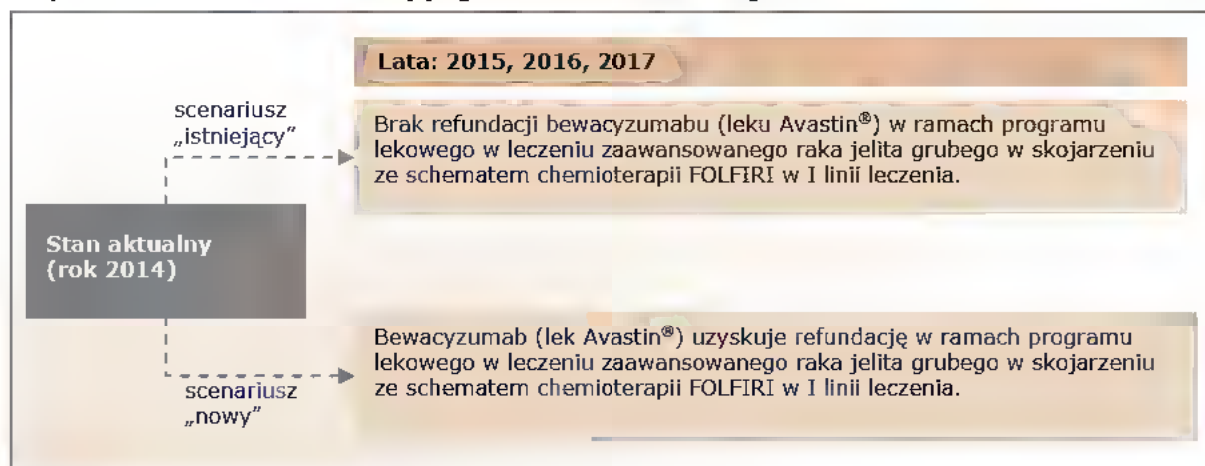 Lata: 2015, 2016, 2017
scenariusz
„istniejący”
Brak refundacji bewacyzumabu (leku Avastin®) w ramach programu
lekowego w leczeniu zaawansowanego raka jelita grubego w skojarzeniu
ze schematem chemioterapii FOLFIRI w I linii leczenia.
Stan aktualny
(rok 2014)
Bewacyzumab (lek Avastin®) uzyskuje refundację w ramach programu
lekowego w leczeniu zaawansowanego raka jelita grubego w skojarzeniu
ze schematem chemioterapii FOLFIRI w I linii leczenia.
scenariusz
„nowy”